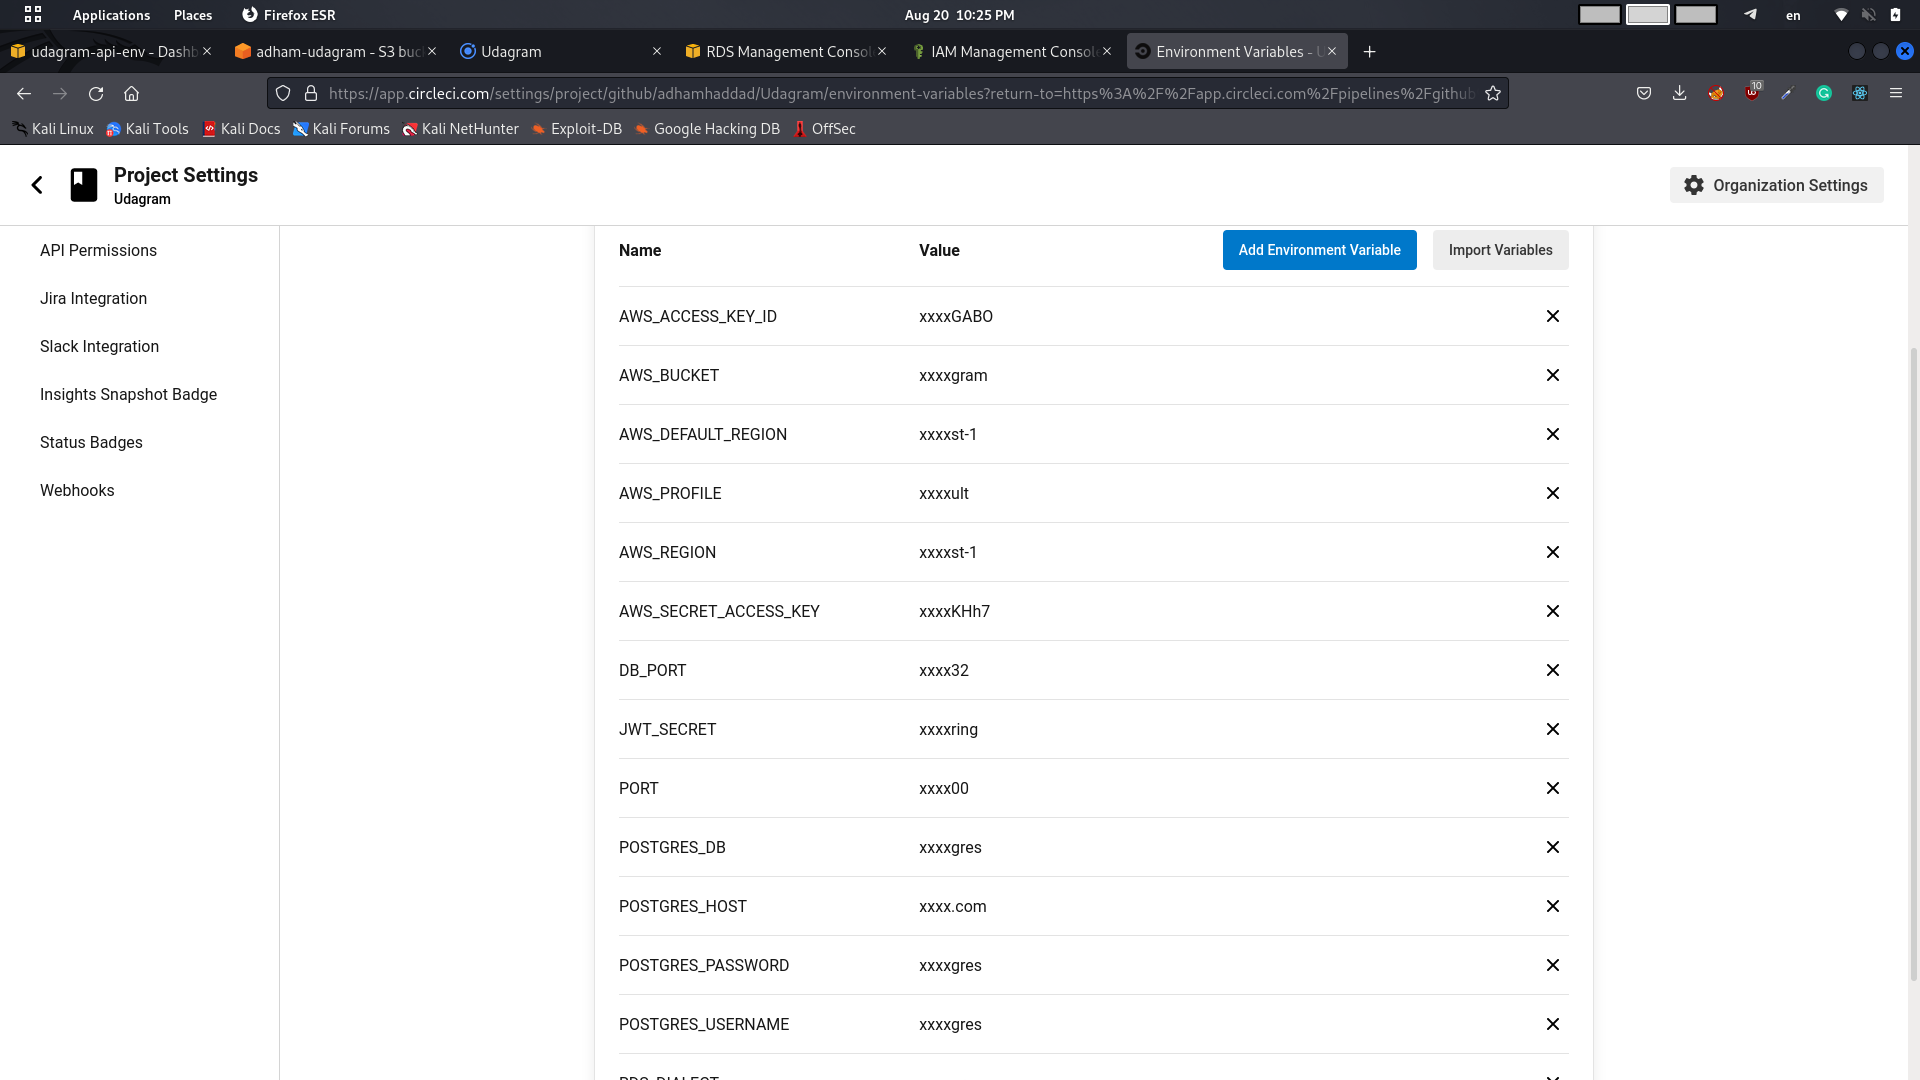 Applications Places Firefox ESR Aug 20 10:25 PM en
udagram-api-env - Dashb adham-udagram - S3 buc Udagram RDS Management Consol IAM Management Console Environment Variables - U
https://app.circleci.com/settings/project/github/adhamhaddad/Udagram/environment-variables?return-to=https%3A%2F%2Fapp.circleci.com%2Fpipelines%2Fgithub 10
Kali Linux Kali Tools Kali Docs Kali Forums Kali NetHunter Exploit-DB Google Hacking DB OffSec
Project Settings
Udagram
Organization Settings
API Permissions
Jira Integration
Slack Integration
Insights Snapshot Badge
Status Badges
Webhooks
Name Value Add Environment Variable Import Variables
AWS_ACCESS_KEY_ID xxxxGABO
AWS_BUCKET xxxxgram
AWS_DEFAULT_REGION xxxxst-1
AWS_PROFILE xxxxult
AWS_REGION xxxxst-1
AWS_SECRET_ACCESS_KEY xxxxKHh7
DB_PORT xxxx32
JWT_SECRET xxxxring
PORT xxxx00
POSTGRES_DB xxxxgres
POSTGRES_HOST xxxx.com
POSTGRES_PASSWORD xxxxgres
POSTGRES_USERNAME xxxxgres